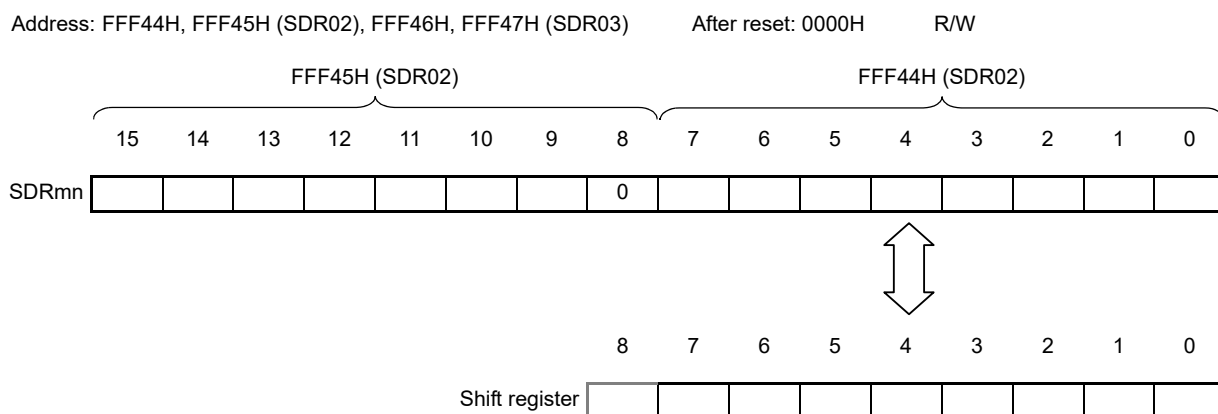 Address: FFF44H, FFF45H (SDR02), FFF46H, FFF47H (SDR03) After reset: 0000H R/W
FFF45H (SDR02) FFF44H (SDR02)
15 14 13 12 11 10 9 8 7 6 5 4 3 2 1 0
SDRmn 0
8 7 6 5 4 3 2 1 0
Shift register